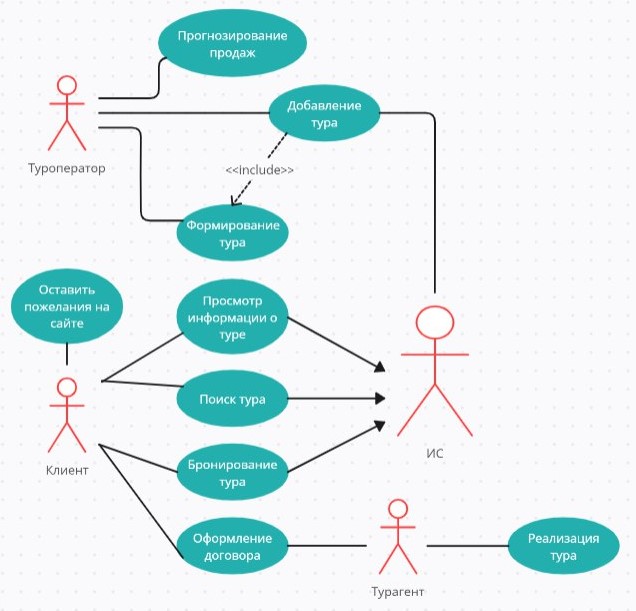 Прогнозирование
продаж
Добавление
тура
Туроператор
<<include>>
Формирование
тура
Оставить
пожелания на
сайте
Просмотр
информации о
туре
Поиск тура
Клиент
ИС
Бронирование
тура
Оформление
договора
Реализация
тура
Турагент